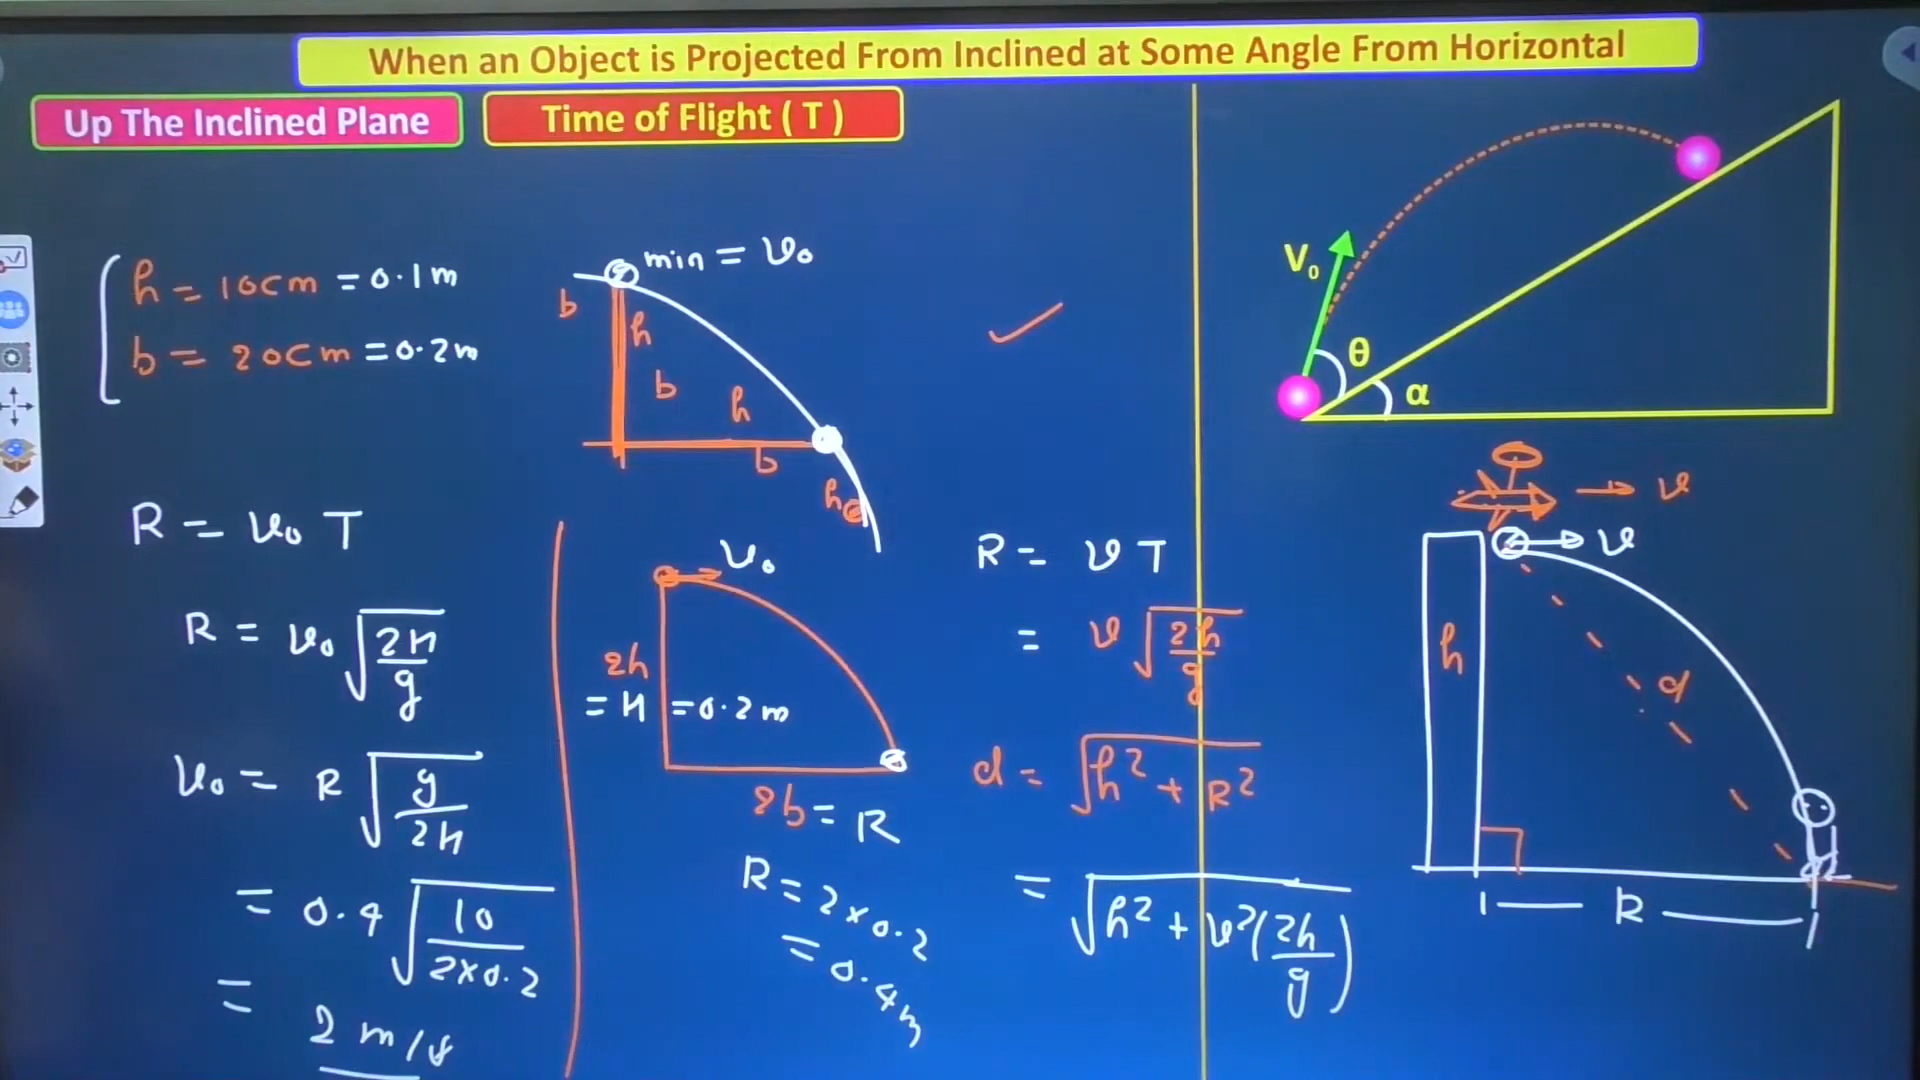 When an Object is Projected From Inclined at Some Angle From Horizontal
Up The Inclined Plane
Time of Flight ( T )
h = 10cm = 0.1m
b = 20cm = 0.2m
min = v₀
b
h
b
h
b
h
V₀
θ
α
R = v₀ T
R = v₀ √(2H/g)
v₀ = R √(g/2H)
= 0.4 √(10/2×0.2)
= 2 m/s
v₀
2h
= H = 0.2m
2b = R
R = 2×0.2
= 0.4m
R = v T
= v √(2h/g)
d = √(h² + R²)
= √(h² + v²(2h/g))
v
v
h
d
R